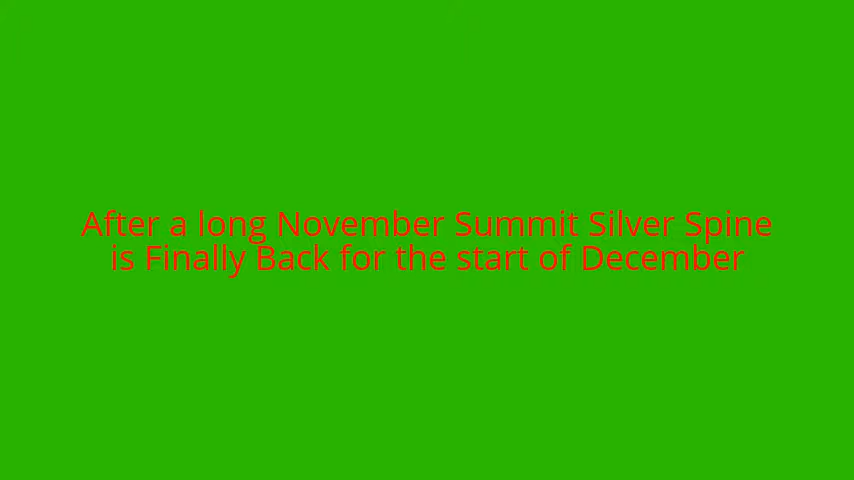 After a long November Summit Silver Spine
is Finally Back for the start of December